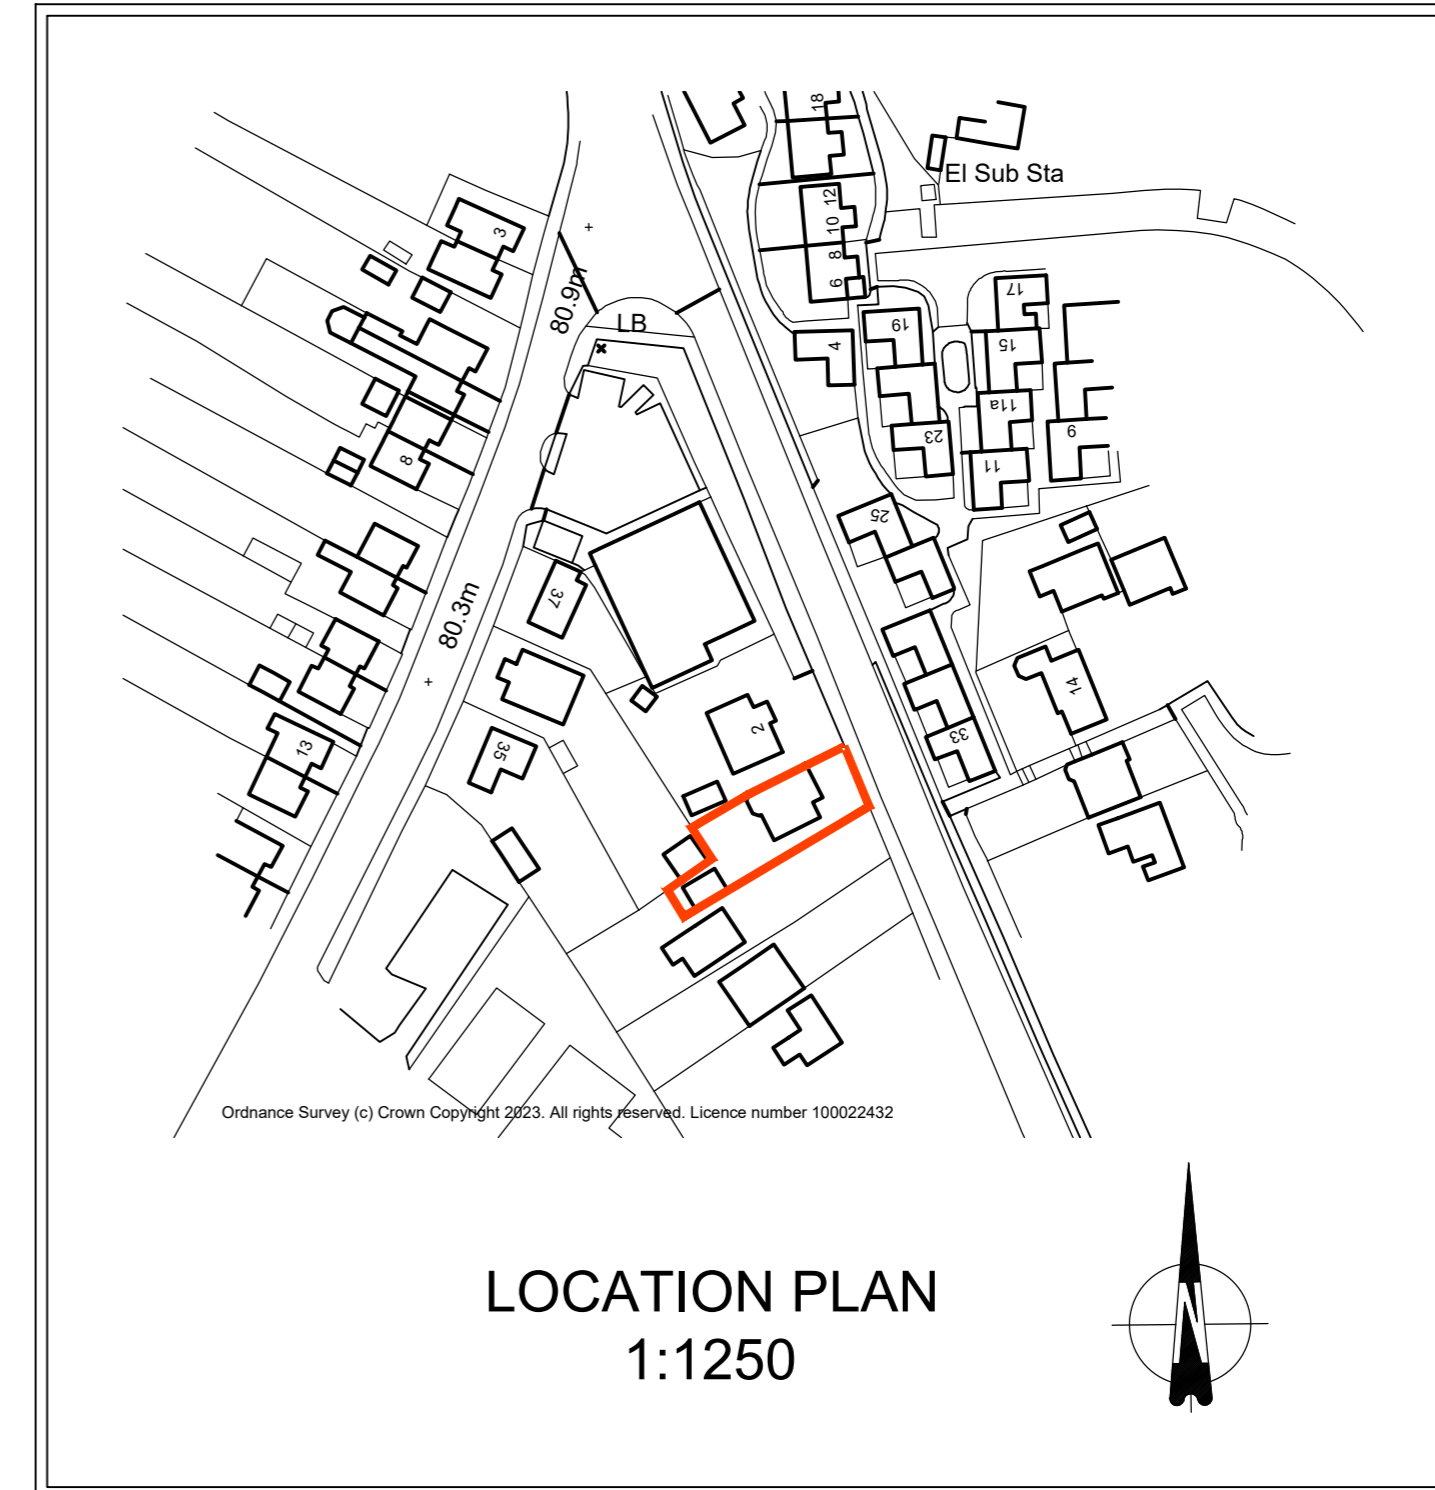 18
El Sub Sta
12
10
8
6
3
80.9m
LB
17
19
4
15
11a
23
9
8
11
25
37
80.3m
14
2
33
13
35
Ordnance Survey (c) Crown Copyright 2023. All rights reserved. Licence number 100022432
LOCATION PLAN
1:1250
N